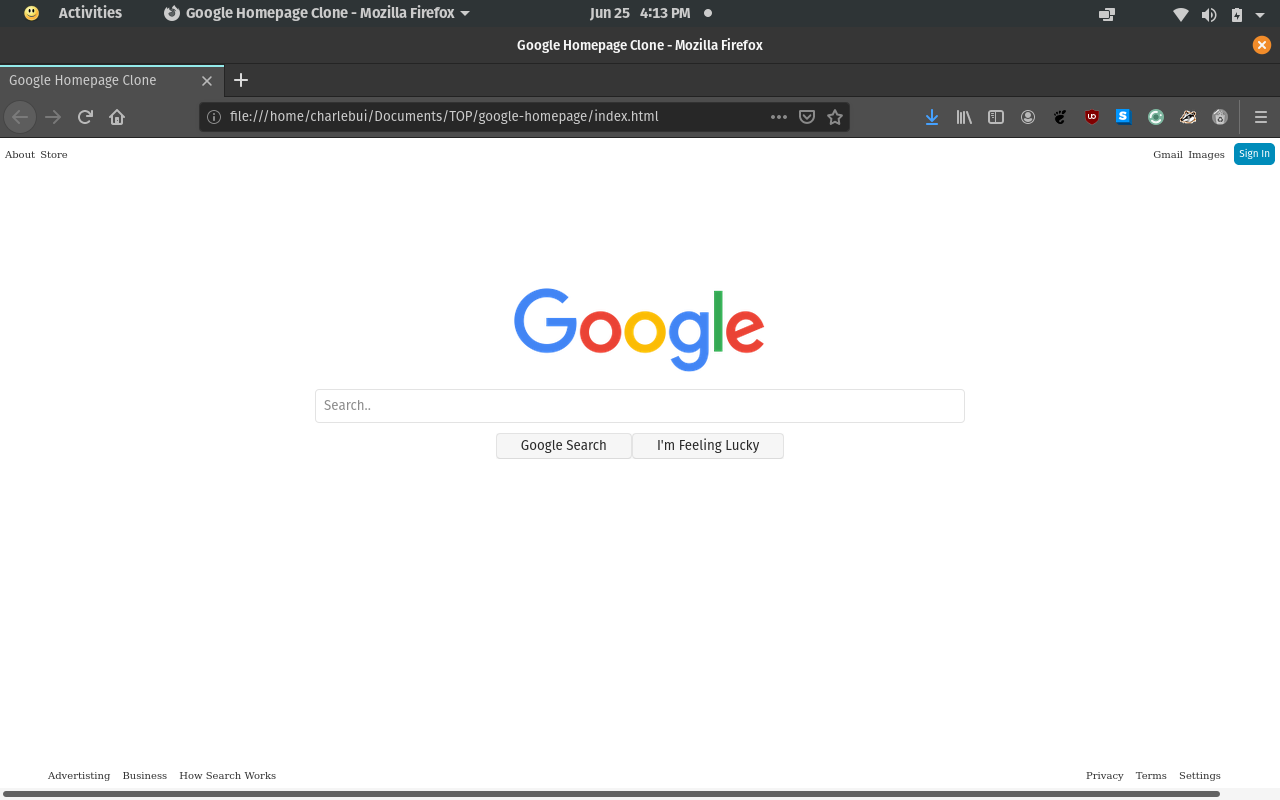 Activities Google Homepage Clone - Mozilla Firefox Jun 25 4:13 PM
Google Homepage Clone - Mozilla Firefox
Google Homepage Clone
file:///home/charlebui/Documents/TOP/google-homepage/index.html
About Store Gmail Images Sign In
Google
Search..
Google Search I'm Feeling Lucky
Advertising Business How Search Works Privacy Terms Settings